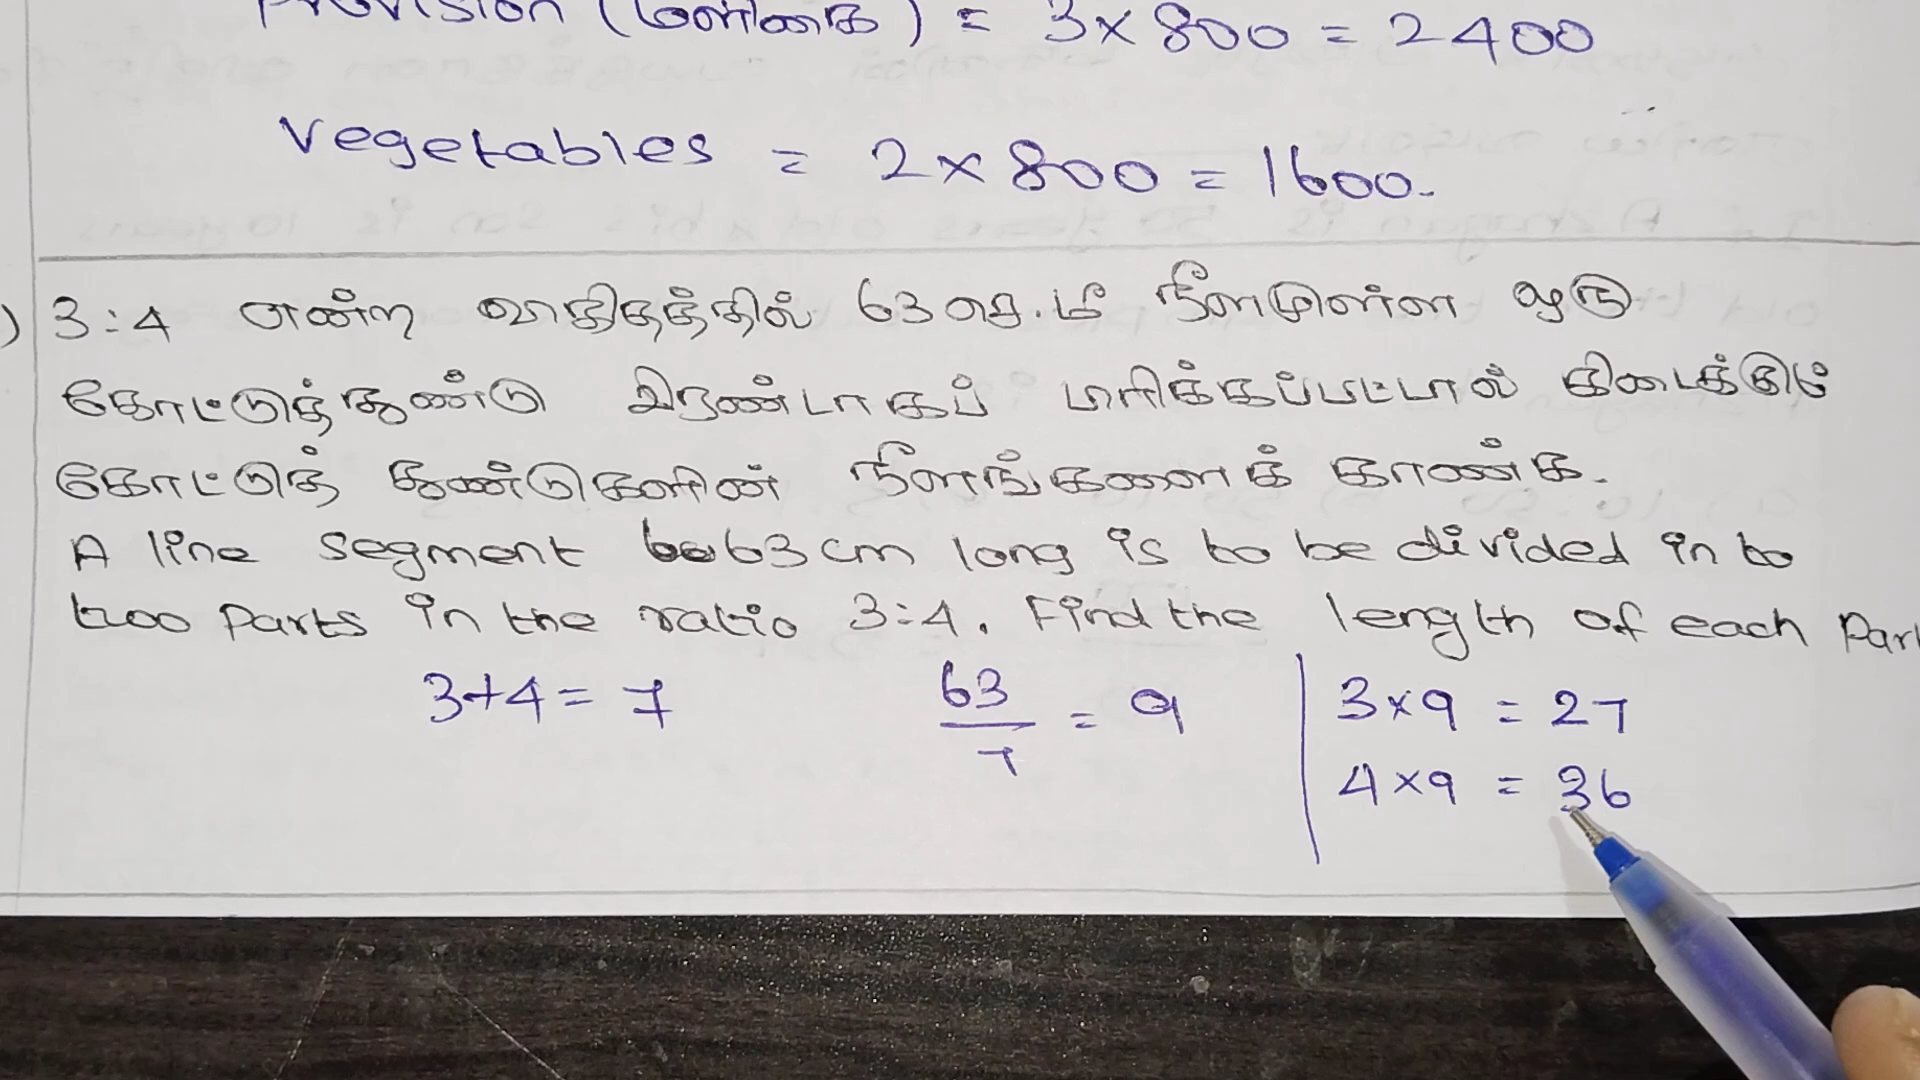 Provision (மளிகை) = 3 × 800 = 2400
Vegetables = 2 × 800 = 1600.
) 3:4 என்ற விகிதத்தில் 63 செ.மீ நீளமுள்ள ஒரு
கோட்டுத்துண்டு இரண்டாகப் பிரிக்கப்பட்டால் கிடைக்கும்
கோட்டுத் துண்டுகளின் நீளங்களைக் காண்க.
A line segment 63 cm long is to be divided in to
two parts in the ratio 3:4. Find the length of each Part
3+4 = 7 63/7 = 9 3×9 = 27
4×9 = 36